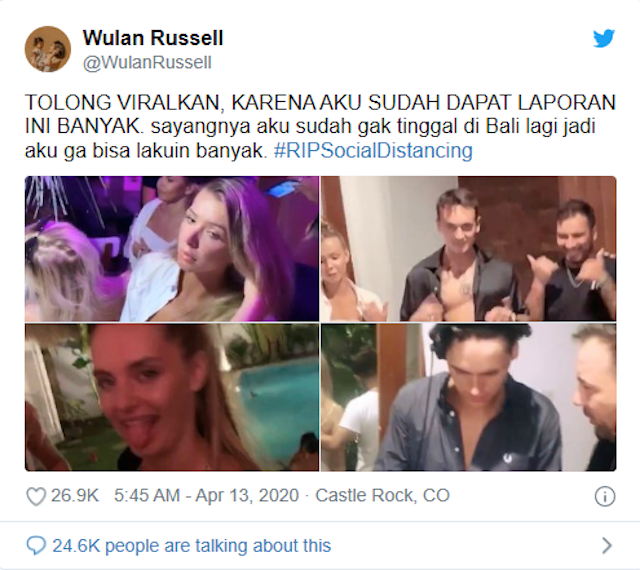 Wulan Russell
@WulanRussell
TOLONG VIRALKAN, KARENA AKU SUDAH DAPAT LAPORAN
INI BANYAK. sayangnya aku sudah gak tinggal di Bali lagi jadi
aku ga bisa lakuin banyak. #RIPSocialDistancing
26.9K 5:45 AM - Apr 13, 2020 · Castle Rock, CO
24.6K people are talking about this